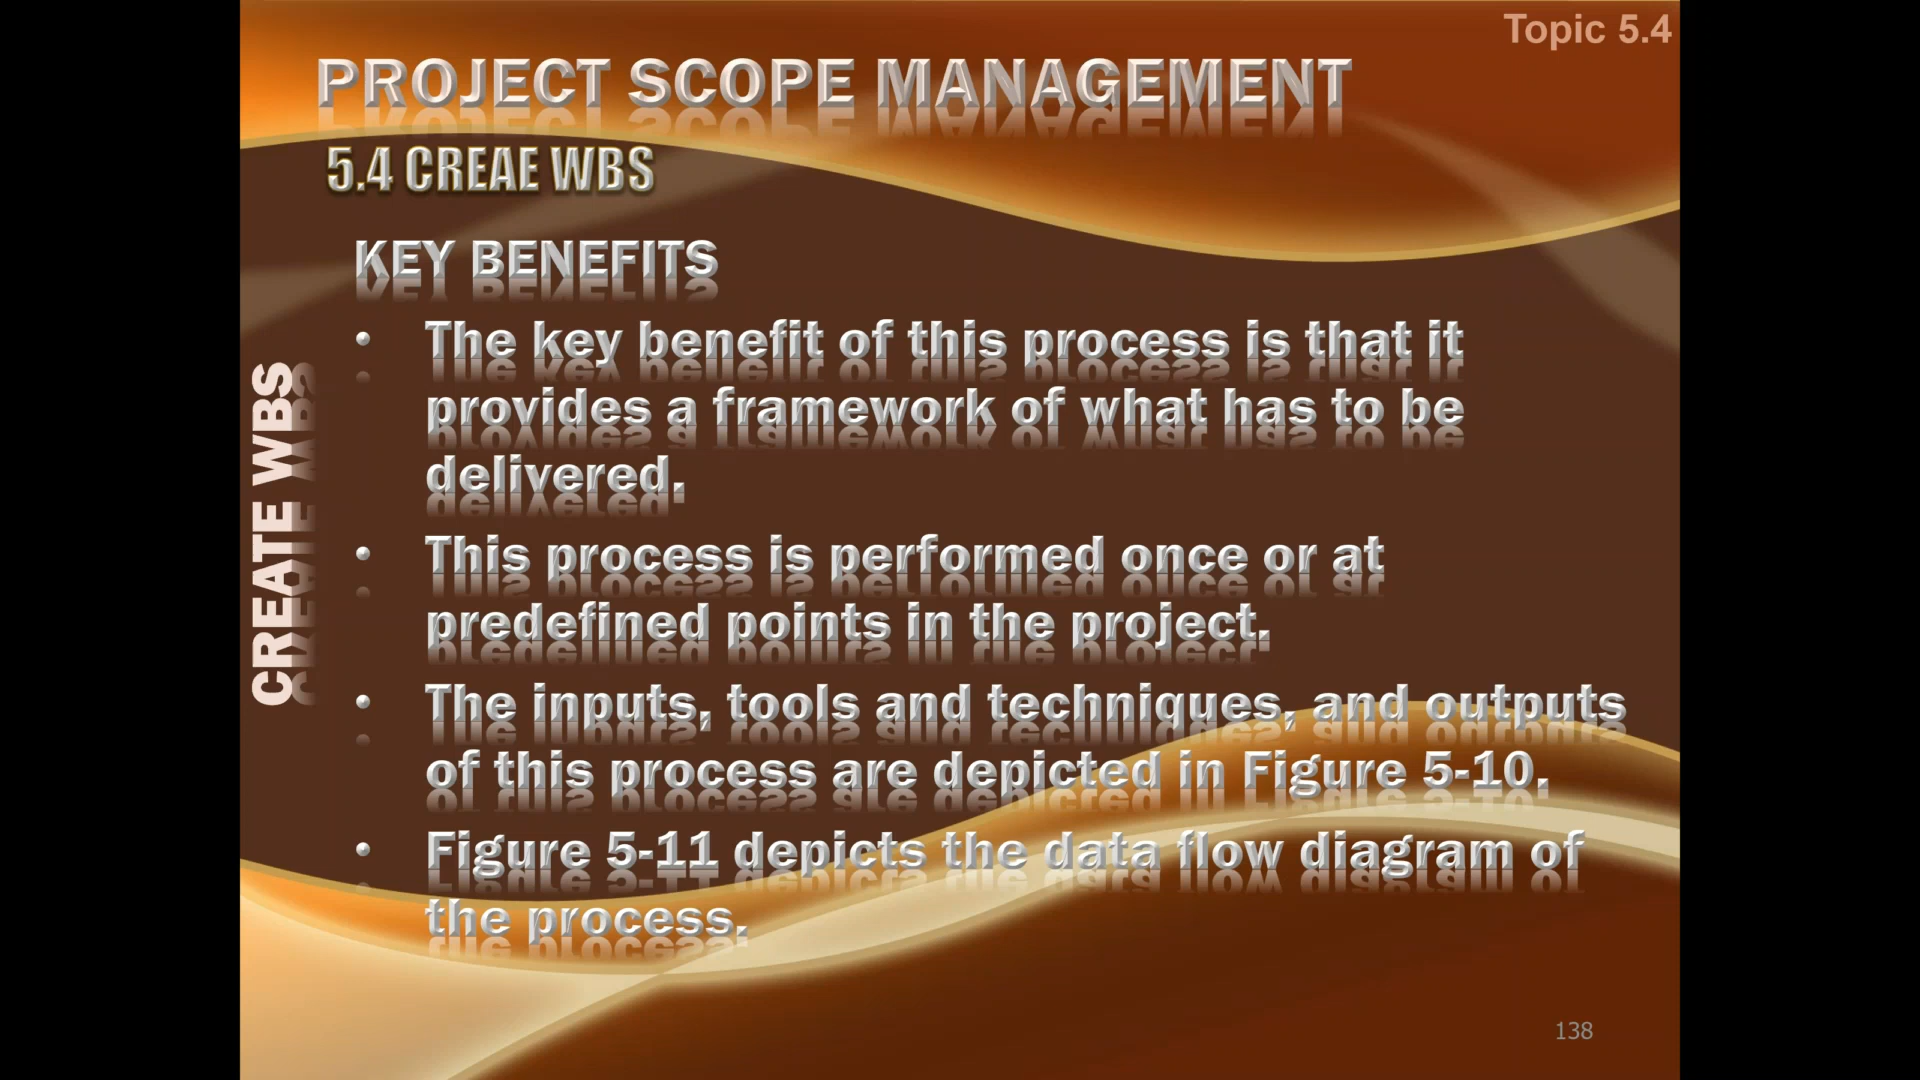 Topic 5.4
PROJECT SCOPE MANAGEMENT
5.4 CREAE WBS
KEY BENEFITS
• The key benefit of this process is that it
provides a framework of what has to be
delivered.
• This process is performed once or at
predefined points in the project.
• The inputs, tools and techniques, and outputs
of this process are depicted in Figure 5-10.
• Figure 5-11 depicts the data flow diagram of
the process.
CREATE WBS
138